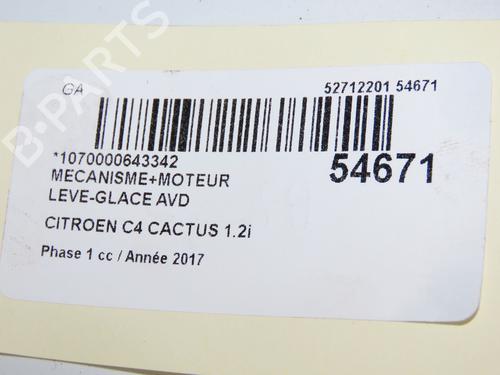 GA 52712201 54671
*1070000643342
54671
MECANISME+MOTEUR
LEVE-GLACE AVD
CITROEN C4 CACTUS 1.2i
Phase 1 cc / Année 2017
B-PARTS